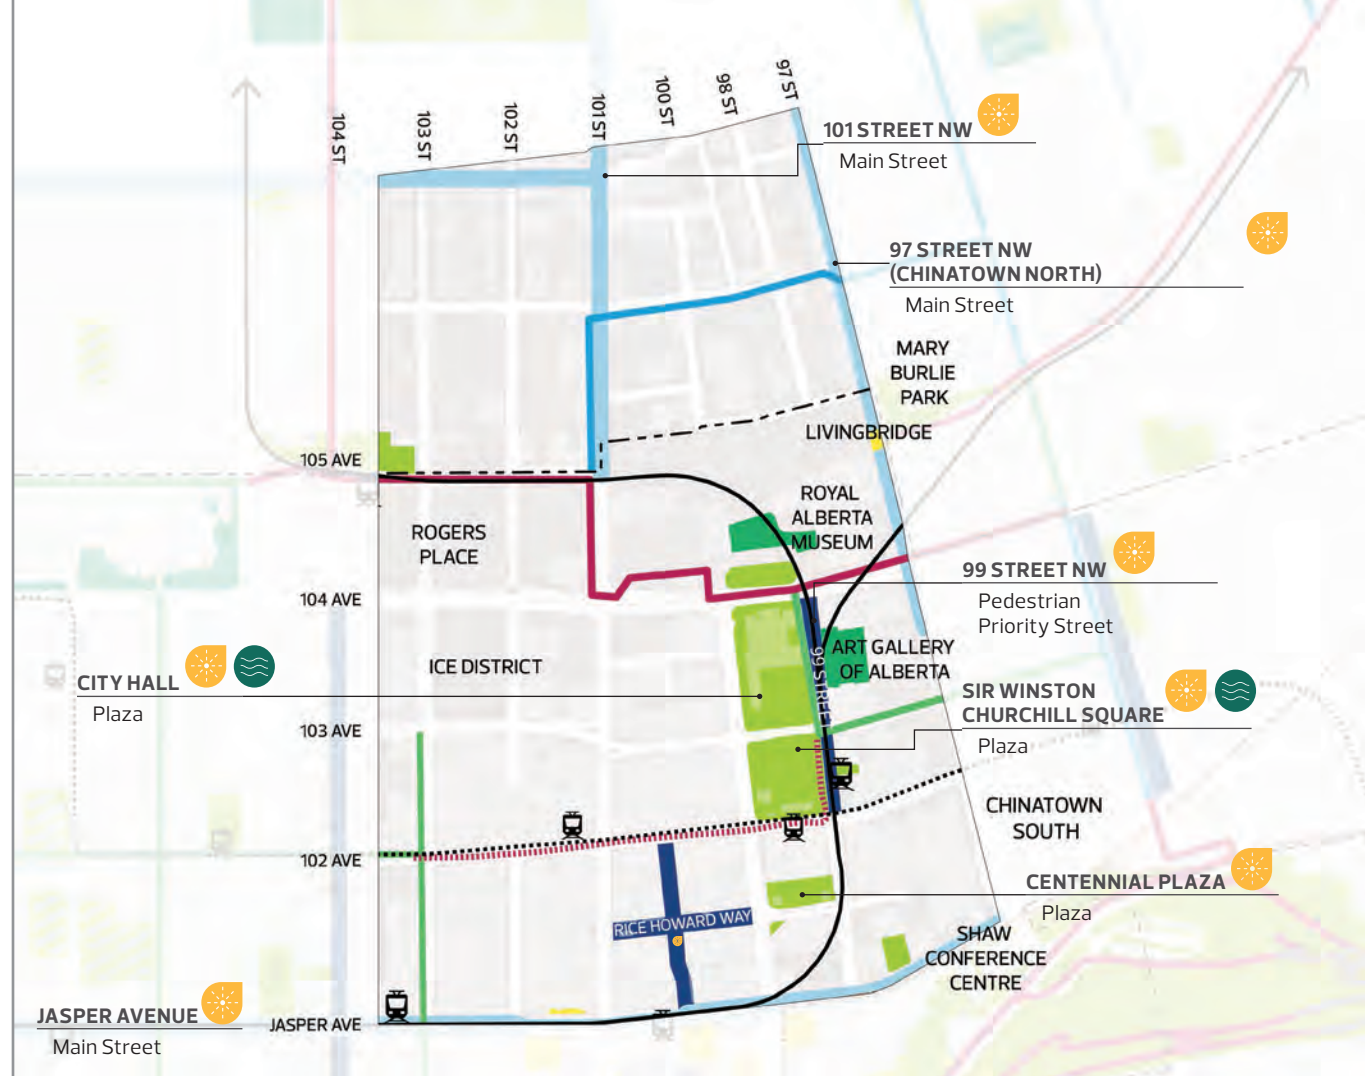 97 ST
98 ST
100 ST
101 ST
102 ST
103 ST
104 ST
101 STREET NW
Main Street
97 STREET NW
(CHINATOWN NORTH)
Main Street
MARY
BURLIE
PARK
LIVINGBRIDGE
105 AVE
ROYAL
ALBERTA
MUSEUM
ROGERS
PLACE
99 STREET NW
Pedestrian
Priority Street
104 AVE
99 STREET
ART GALLERY
OF ALBERTA
ICE DISTRICT
CITY HALL
Plaza
SIR WINSTON
CHURCHILL SQUARE
Plaza
103 AVE
CHINATOWN
SOUTH
102 AVE
CENTENNIAL PLAZA
Plaza
RICE HOWARD WAY
SHAW
CONFERENCE
CENTRE
JASPER AVENUE
Main Street
JASPER AVE